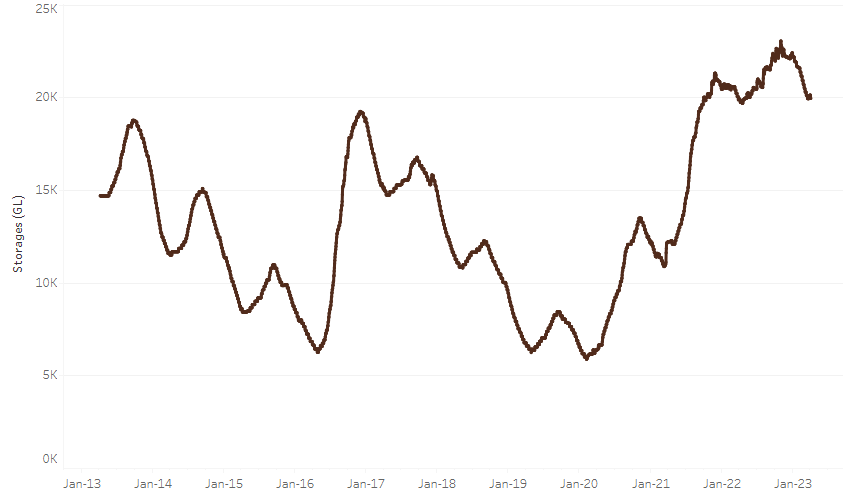 25K
20K
15K
10K
5K
0K
Storages (GL)
Jan-13 Jan-14 Jan-15 Jan-16 Jan-17 Jan-18 Jan-19 Jan-20 Jan-21 Jan-22 Jan-23